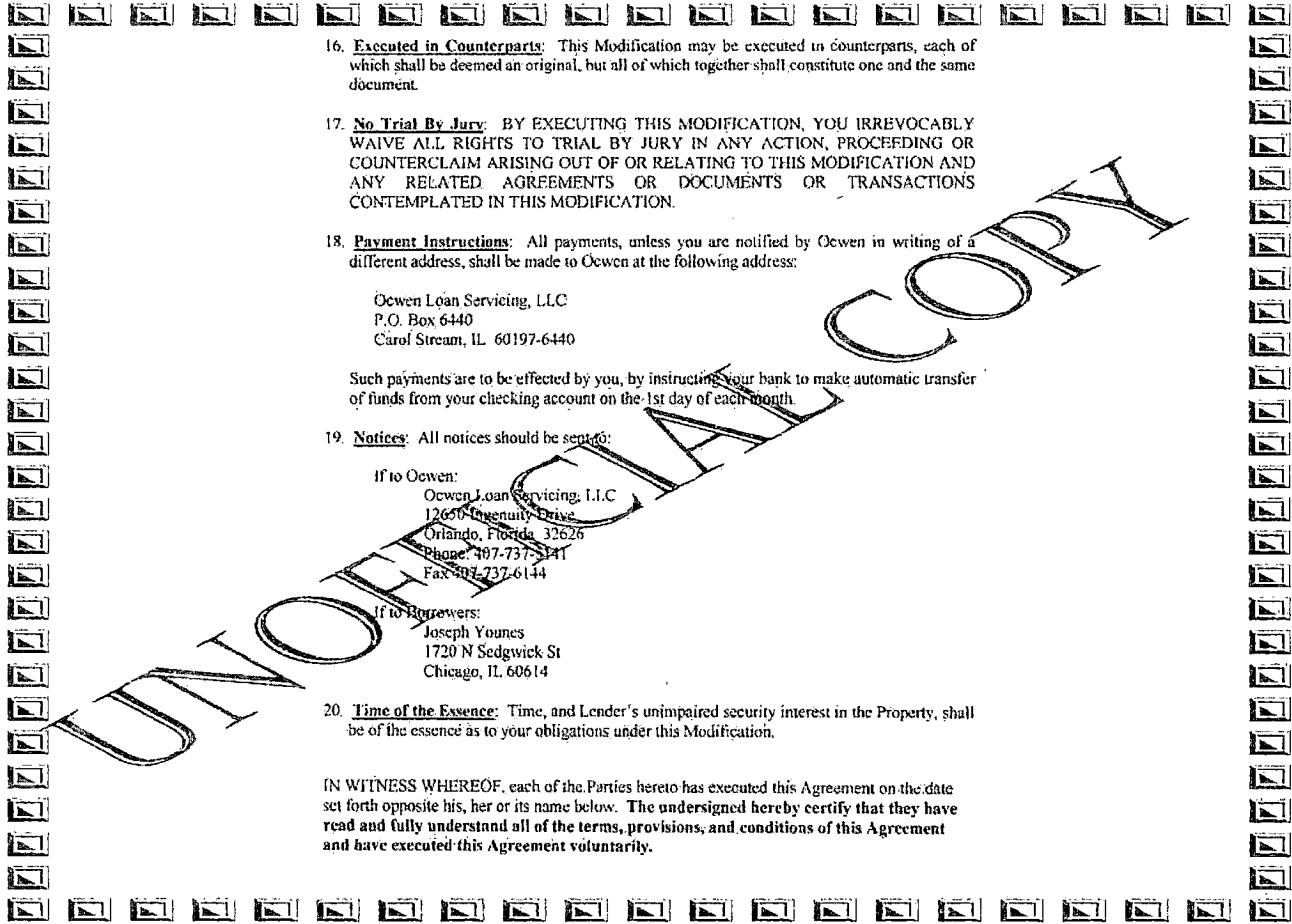 16. Executed in Counterparts: This Modification may be executed in counterparts, each of
which shall be deemed an original, but all of which together shall constitute one and the same
document.
17. No Trial By Jury: BY EXECUTING THIS MODIFICATION, YOU IRREVOCABLY
WAIVE ALL RIGHTS TO TRIAL BY JURY IN ANY ACTION, PROCEEDING OR
COUNTERCLAIM ARISING OUT OF OR RELATING TO THIS MODIFICATION AND
ANY RELATED AGREEMENTS OR DOCUMENTS OR TRANSACTIONS
CONTEMPLATED IN THIS MODIFICATION.
18. Payment Instructions: All payments, unless you are notified by Ocwen in writing of a
different address, shall be made to Ocwen at the following address:
Ocwen Loan Servicing, LLC
P.O. Box 6440
Carol Stream, IL 60197-6440
Such payments are to be effected by you, by instructing your bank to make automatic transfer
of funds from your checking account on the 1st day of each month.
19. Notices: All notices should be sent to:
If to Ocwen:
Ocwen Loan Servicing, LLC
12650 Ingenuity Drive
Orlando, Florida 32626
Phone: 407-737-5141
Fax 407-737-6144
If to Borrowers:
Joseph Younes
1720 N Sedgwick St
Chicago, IL 60614
20. Time of the Essence: Time, and Lender's unimpaired security interest in the Property, shall
be of the essence as to your obligations under this Modification.
IN WITNESS WHEREOF, each of the Parties hereto has executed this Agreement on the date
set forth opposite his, her or its name below. The undersigned hereby certify that they have
read and fully understand all of the terms, provisions, and conditions of this Agreement
and have executed this Agreement voluntarily.
UNOFFICIAL COPY